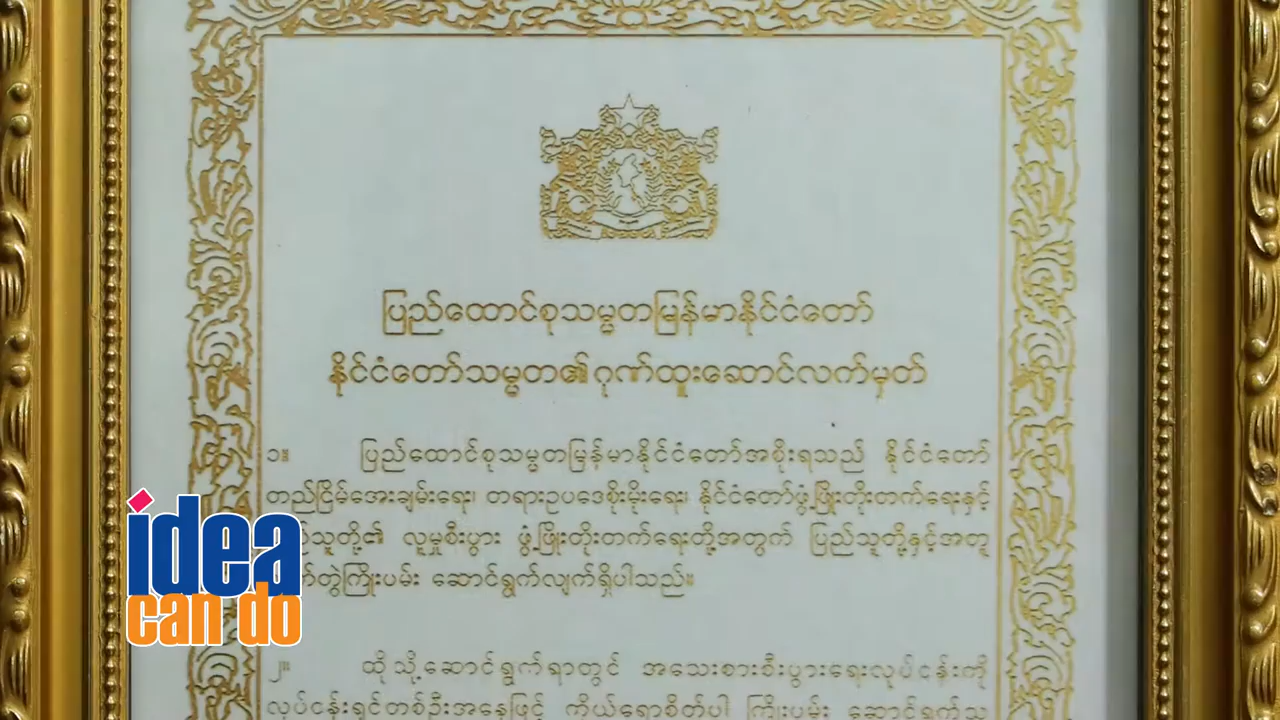 ပြည်ထောင်စုသမ္မတမြန်မာနိုင်ငံတော်
နိုင်ငံတော်သမ္မတ၏ဂုဏ်ထူးဆောင်လက်မှတ်
၁။ ပြည်ထောင်စုသမ္မတမြန်မာနိုင်ငံတော်အစိုးရသည် နိုင်ငံတော်
တည်ငြိမ်အေးချမ်းရေး၊ တရားဥပဒေစိုးမိုးရေး၊ နိုင်ငံတော်ဖွံ့ဖြိုးတိုးတက်ရေးနှင့်
လူမှုစီးပွား ဖွံ့ဖြိုးတိုးတက်ရေးတို့အတွက် ပြည်သူတို့နှင့်အတူ
ဆောင်ရွက်လျက်ရှိပါသည်။
၂။ ထိုသို့ဆောင်ရွက်ရာတွင် အသေးစားစီးပွားရေးလုပ်ငန်းကို
လုပ်ငန်းရှင်တစ်ဦးအနေဖြင့် ကိုယ်ရောစိတ်ပါ ကြိုးပမ်း
idea
can do